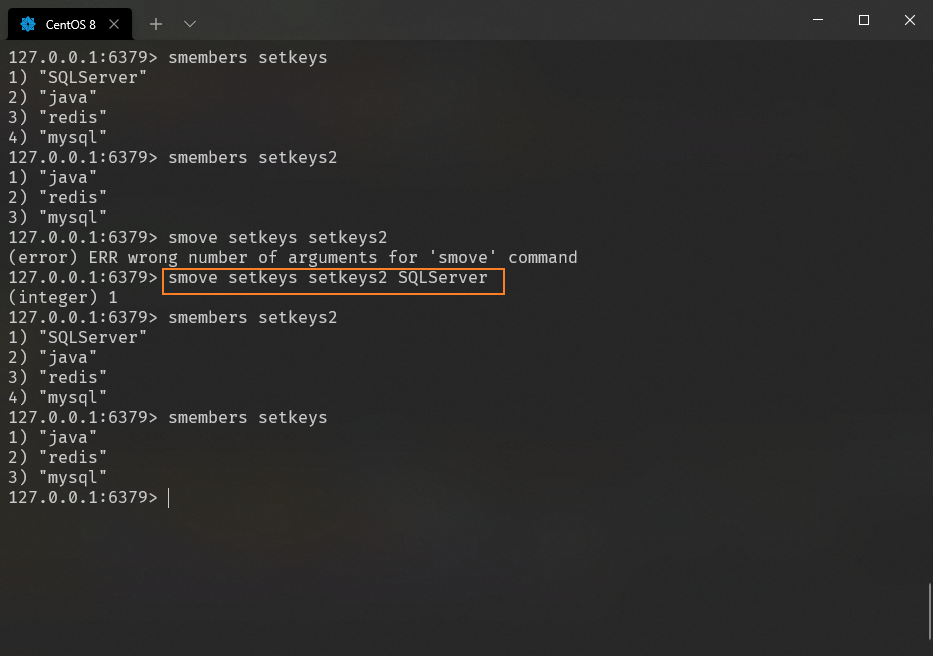 CentOS 8
127.0.0.1:6379> smembers setkeys
1) "SQLServer"
2) "java"
3) "redis"
4) "mysql"
127.0.0.1:6379> smembers setkeys2
1) "java"
2) "redis"
3) "mysql"
127.0.0.1:6379> smove setkeys setkeys2
(error) ERR wrong number of arguments for 'smove' command
127.0.0.1:6379> smove setkeys setkeys2 SQLServer
(integer) 1
127.0.0.1:6379> smembers setkeys2
1) "SQLServer"
2) "java"
3) "redis"
4) "mysql"
127.0.0.1:6379> smembers setkeys
1) "java"
2) "redis"
3) "mysql"
127.0.0.1:6379>